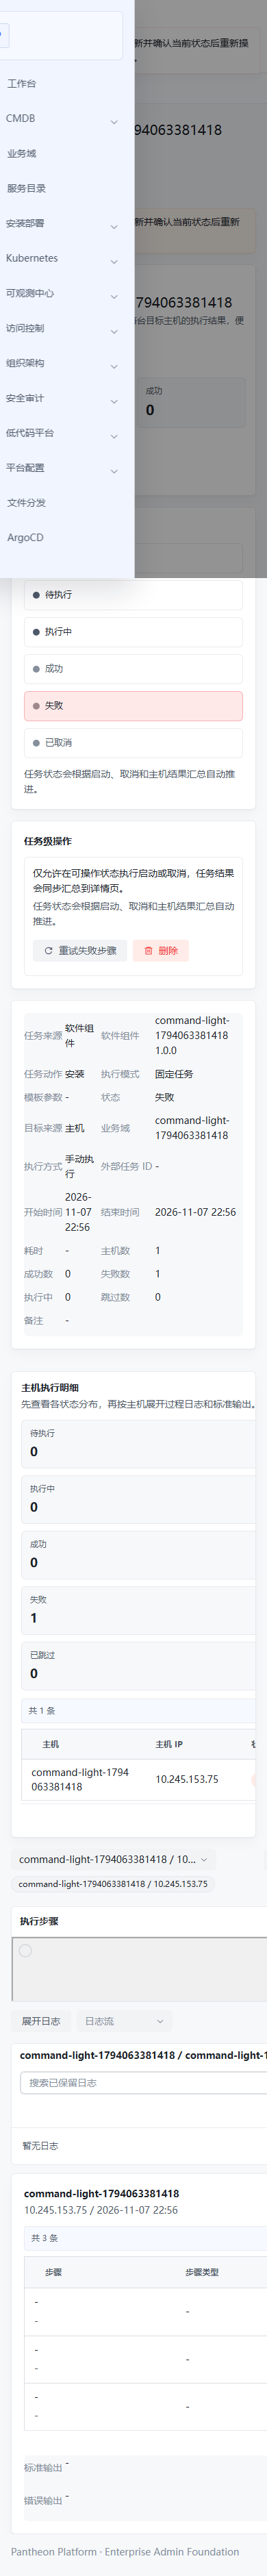 新并确认当前状态后重新操
。
794063381418
工作台
CMDB
业务域
服务目录
新并确认当前状态后重新
安装部署
Kubernetes
可观测中心
794063381418
台目标主机的执行结果，便
访问控制
组织架构
安全审计
成功
0
低代码平台
平台配置
文件分发
ArgoCD
待执行
执行中
成功
失败
已取消
任务状态会根据启动、取消和主机结果汇总自动推
进。
任务级操作
仅允许在可操作状态执行启动或取消，任务结果
会同步汇总到详情页。
任务状态会根据启动、取消和主机结果汇总自动
推进。
重试失败步骤
删除
任务来源 软件组件 软件组件 command-light-1794063381418 1.0.0
任务动作 安装 执行模式 固定任务
模板参数 - 状态 失败
目标来源 主机 业务域 command-light-1794063381418
执行方式 手动执行 外部任务 ID -
开始时间 2026-11-07 22:56 结束时间 2026-11-07 22:56
耗时 - 主机数 1
成功数 0 失败数 1
执行中 0 跳过数 0
备注 -
主机执行明细
先查看各状态分布，再按主机展开过程日志和标准输出。
待执行
0
执行中
0
成功
0
失败
1
已跳过
0
共 1 条
主机 主机 IP
command-light-1794063381418 10.245.153.75
command-light-1794063381418 / 10...
command-light-1794063381418 / 10.245.153.75
执行步骤
展开日志 日志流
command-light-1794063381418 / command-light-1
搜索已保留日志
暂无日志
command-light-1794063381418
10.245.153.75 / 2026-11-07 22:56
共 3 条
步骤 步骤类型
- -
-
- -
-
- -
-
标准输出 -
错误输出 -
Pantheon Platform · Enterprise Admin Foundation